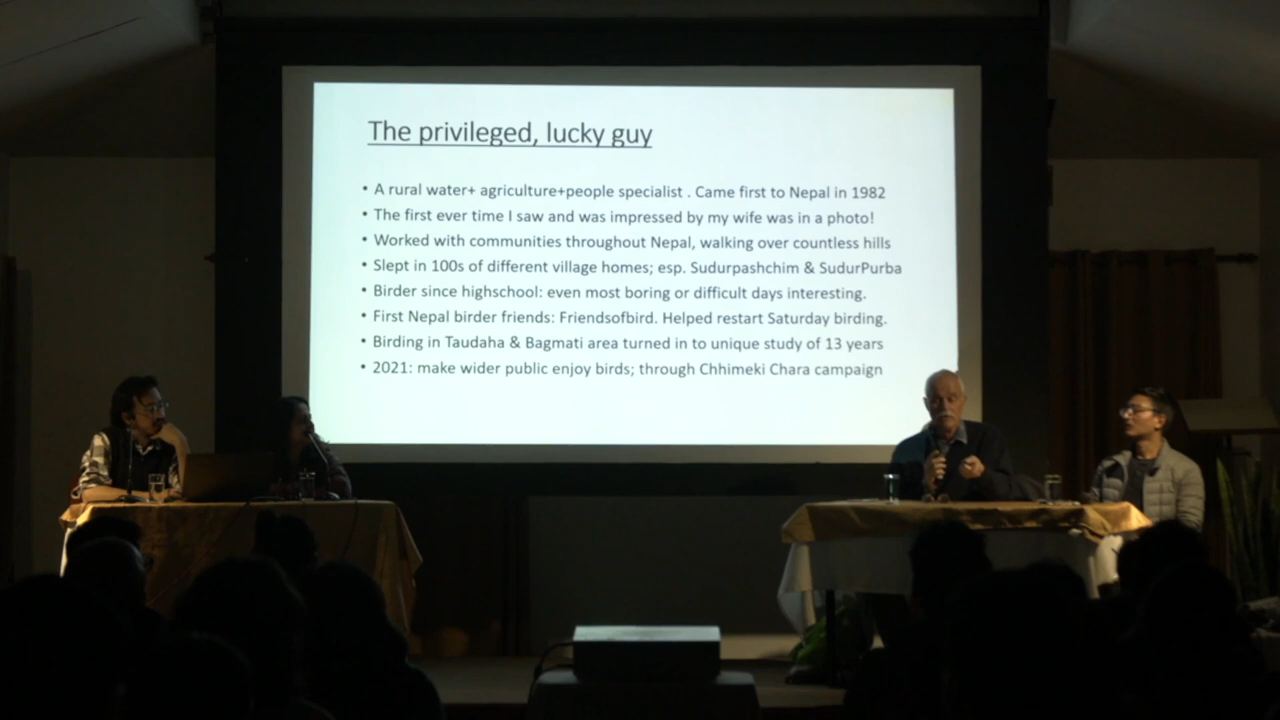 The privileged, lucky guy
• A rural water+ agriculture+people specialist . Came first to Nepal in 1982
• The first ever time I saw and was impressed by my wife was in a photo!
• Worked with communities throughout Nepal, walking over countless hills
• Slept in 100s of different village homes; esp. Sudurpashchim & SudurPurba
• Birder since highschool: even most boring or difficult days interesting.
• First Nepal birder friends: Friendsofbird. Helped restart Saturday birding.
• Birding in Taudaha & Bagmati area turned in to unique study of 13 years
• 2021: make wider public enjoy birds; through Chhimeki Chara campaign